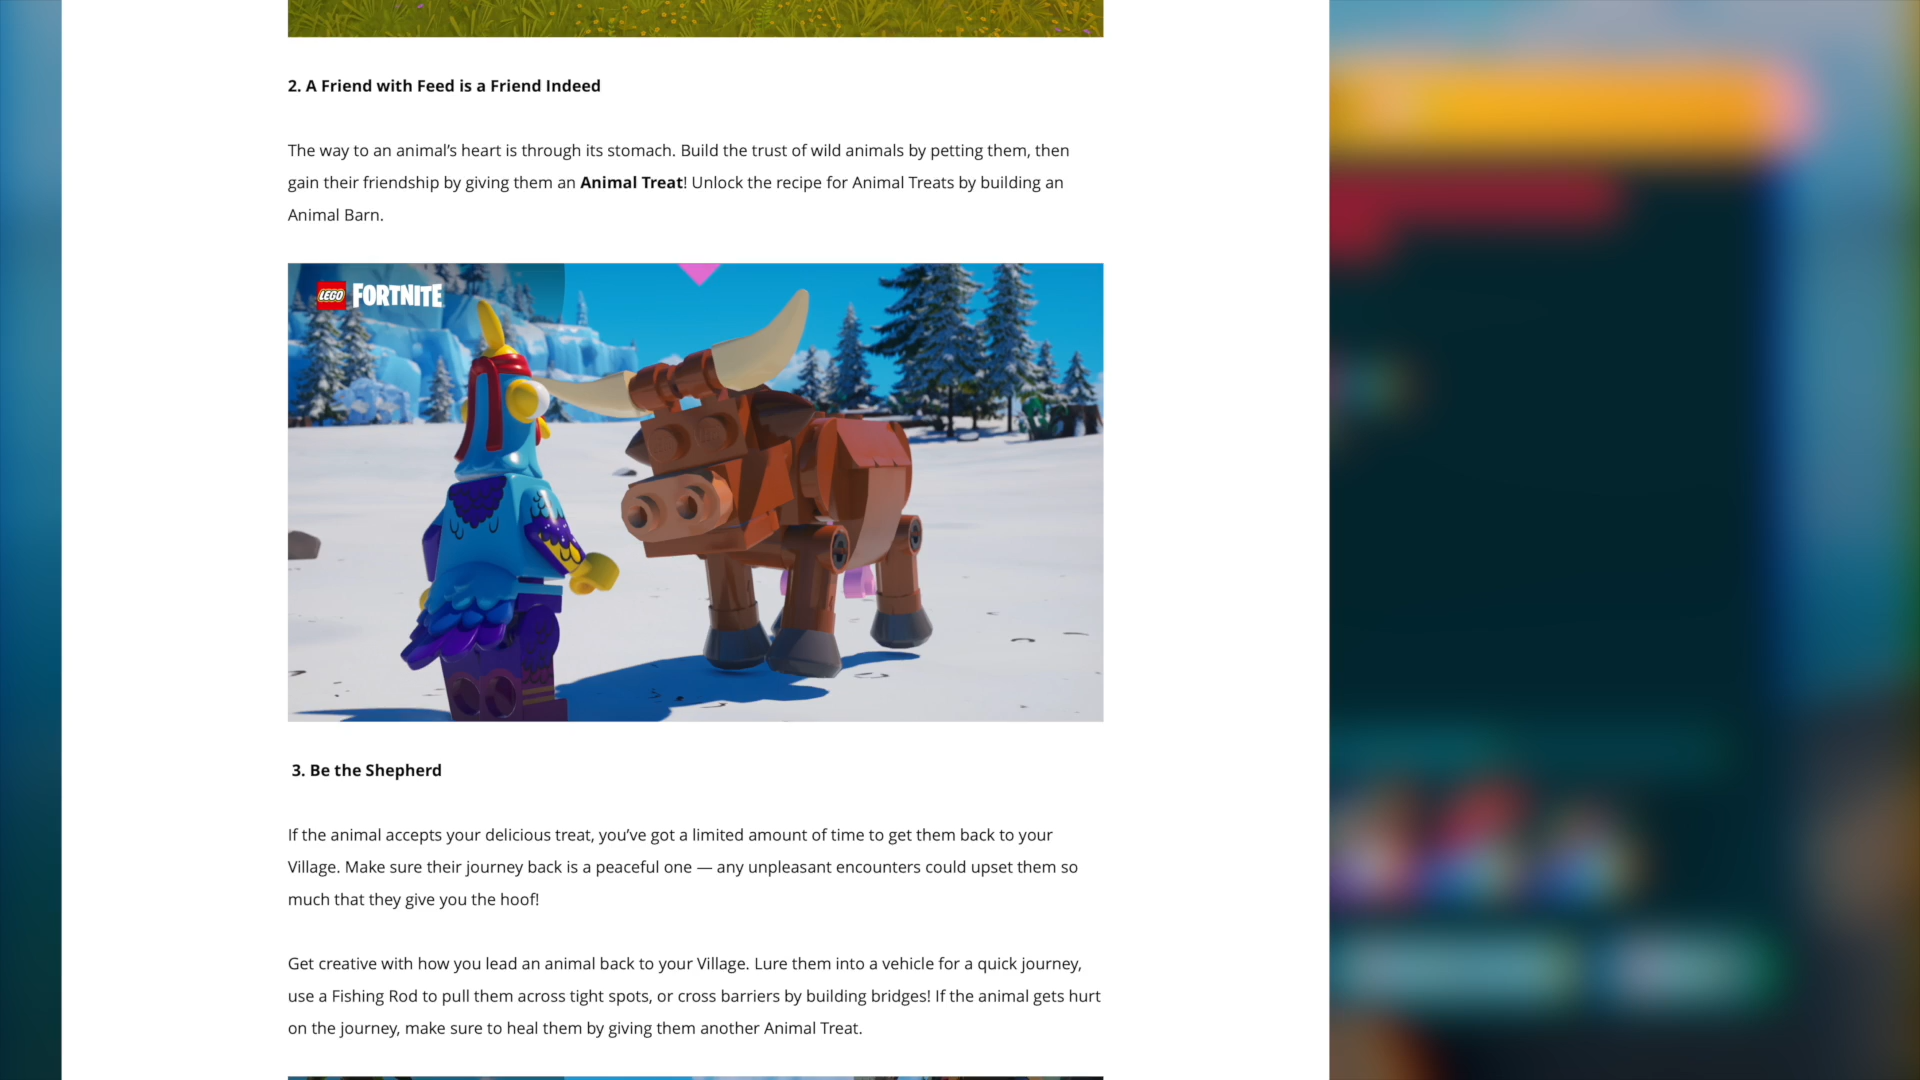 2. A Friend with Feed is a Friend Indeed
The way to an animal’s heart is through its stomach. Build the trust of wild animals by petting them, then
gain their friendship by giving them an Animal Treat! Unlock the recipe for Animal Treats by building an
Animal Barn.
LEGO FORTNITE
3. Be the Shepherd
If the animal accepts your delicious treat, you’ve got a limited amount of time to get them back to your
Village. Make sure their journey back is a peaceful one — any unpleasant encounters could upset them so
much that they give you the hoof!
Get creative with how you lead an animal back to your Village. Lure them into a vehicle for a quick journey,
use a Fishing Rod to pull them across tight spots, or cross barriers by building bridges! If the animal gets hurt
on the journey, make sure to heal them by giving them another Animal Treat.